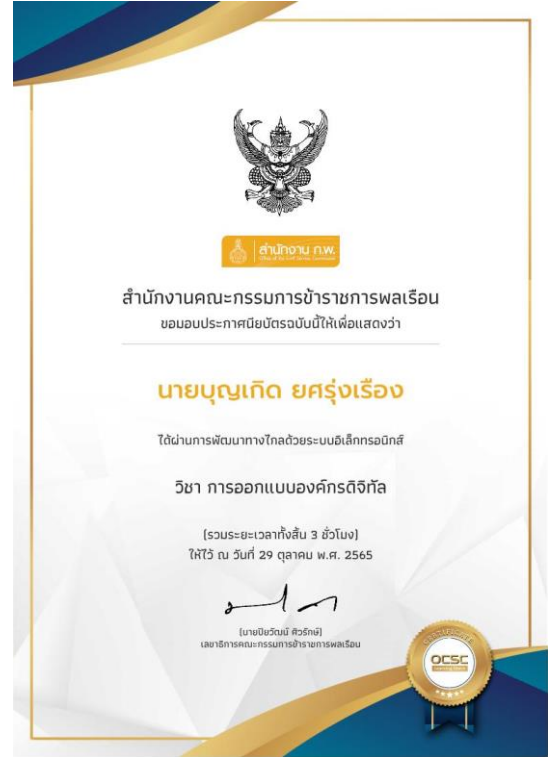 สำนักงาน ก.พ.
สำนักงานคณะกรรมการข้าราชการพลเรือน
ขอมอบประกาศนียบัตรฉบับนี้ให้เพื่อแสดงว่า
นายบุญเกิด ยศรุ่งเรือง
ได้ผ่านการพัฒนาทางไกลด้วยระบบอิเล็กทรอนิกส์
วิชา การออกแบบองค์กรดิจิทัล
(รวมระยะเวลาทั้งสิ้น 3 ชั่วโมง)
ให้ไว้ ณ วันที่ 29 ตุลาคม พ.ศ. 2565
(นายปิยวัฒน์ ศิวรักษ์)
เลขาธิการคณะกรรมการข้าราชการพลเรือน
OCSC